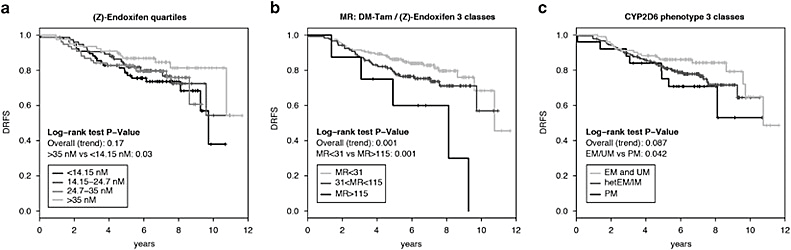 a
(Z)-Endoxifen quartiles
DRFS
1.0
0.8
0.6
0.4
0.2
0.0
Log-rank test P-Value
Overall (trend): 0.17
>35 nM vs <14.15 nM: 0.03
<14.15 nM
14.15–24.7 nM
24.7–35 nM
>35 nM
0 2 4 6 8 10 12
years
b
MR: DM-Tam / (Z)-Endoxifen 3 classes
DRFS
1.0
0.8
0.6
0.4
0.2
0.0
Log-rank test P-Value
Overall (trend): 0.001
MR<31 vs MR>115: 0.001
MR<31
31<MR<115
MR>115
0 2 4 6 8 10 12
years
c
CYP2D6 phenotype 3 classes
DRFS
1.0
0.8
0.6
0.4
0.2
0.0
Log-rank test P-Value
Overall (trend): 0.087
EM/UM vs PM: 0.042
EM and UM
hetEM/IM
PM
0 2 4 6 8 10 12
years